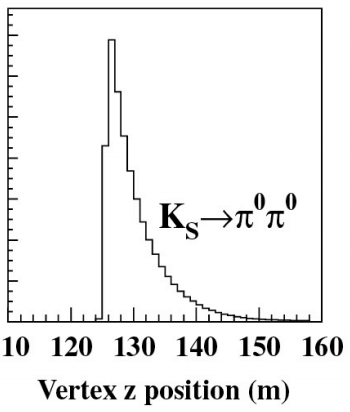 K_S→π⁰π⁰
10 120 130 140 150 160
Vertex z position (m)